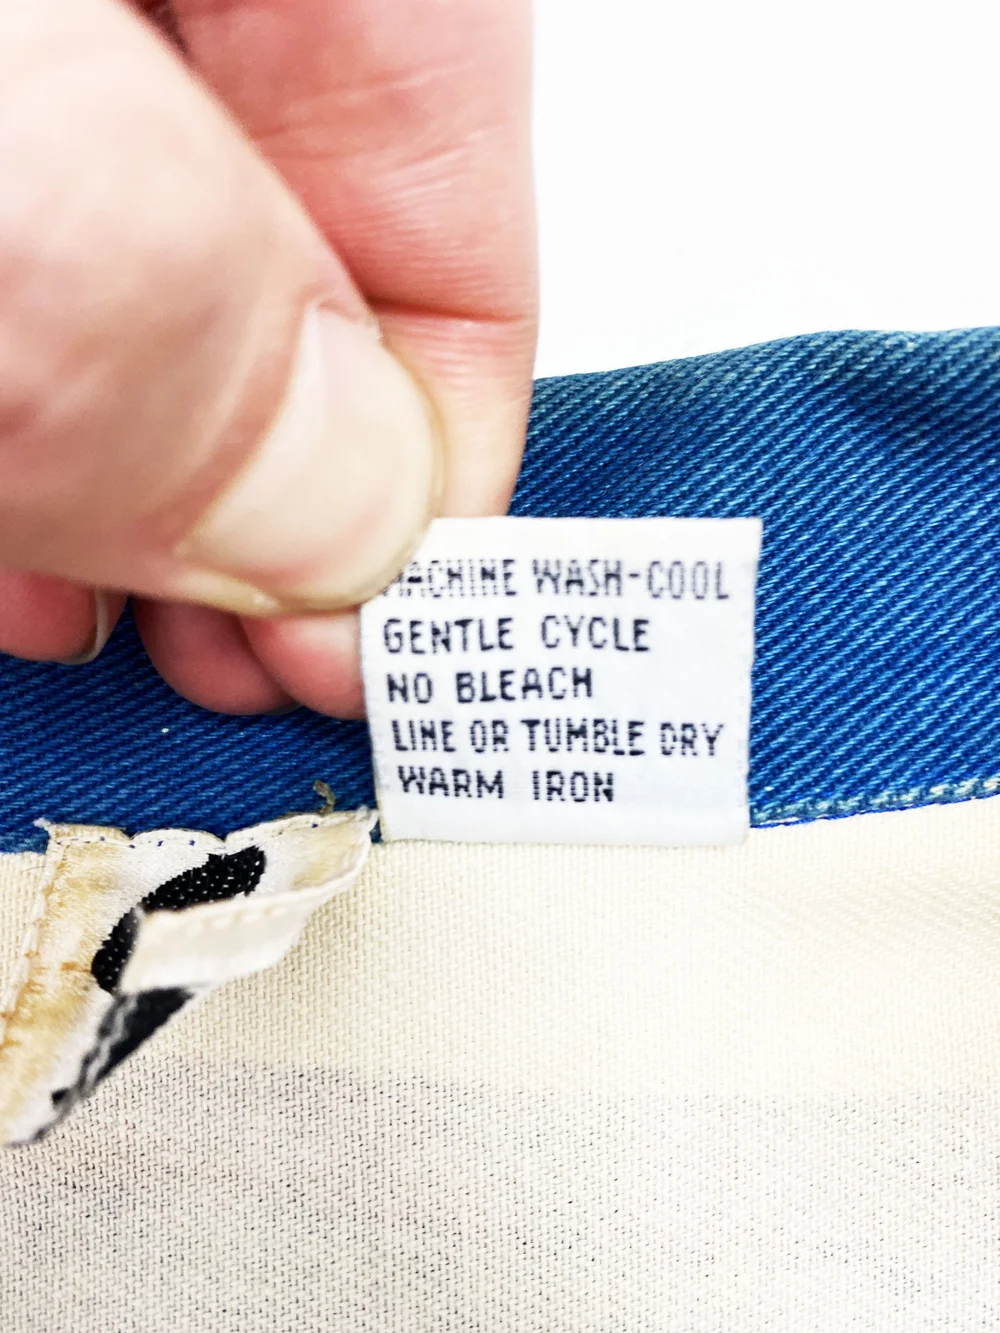 MACHINE WASH-COOL
GENTLE CYCLE
NO BLEACH
LINE OR TUMBLE DRY
WARM IRON